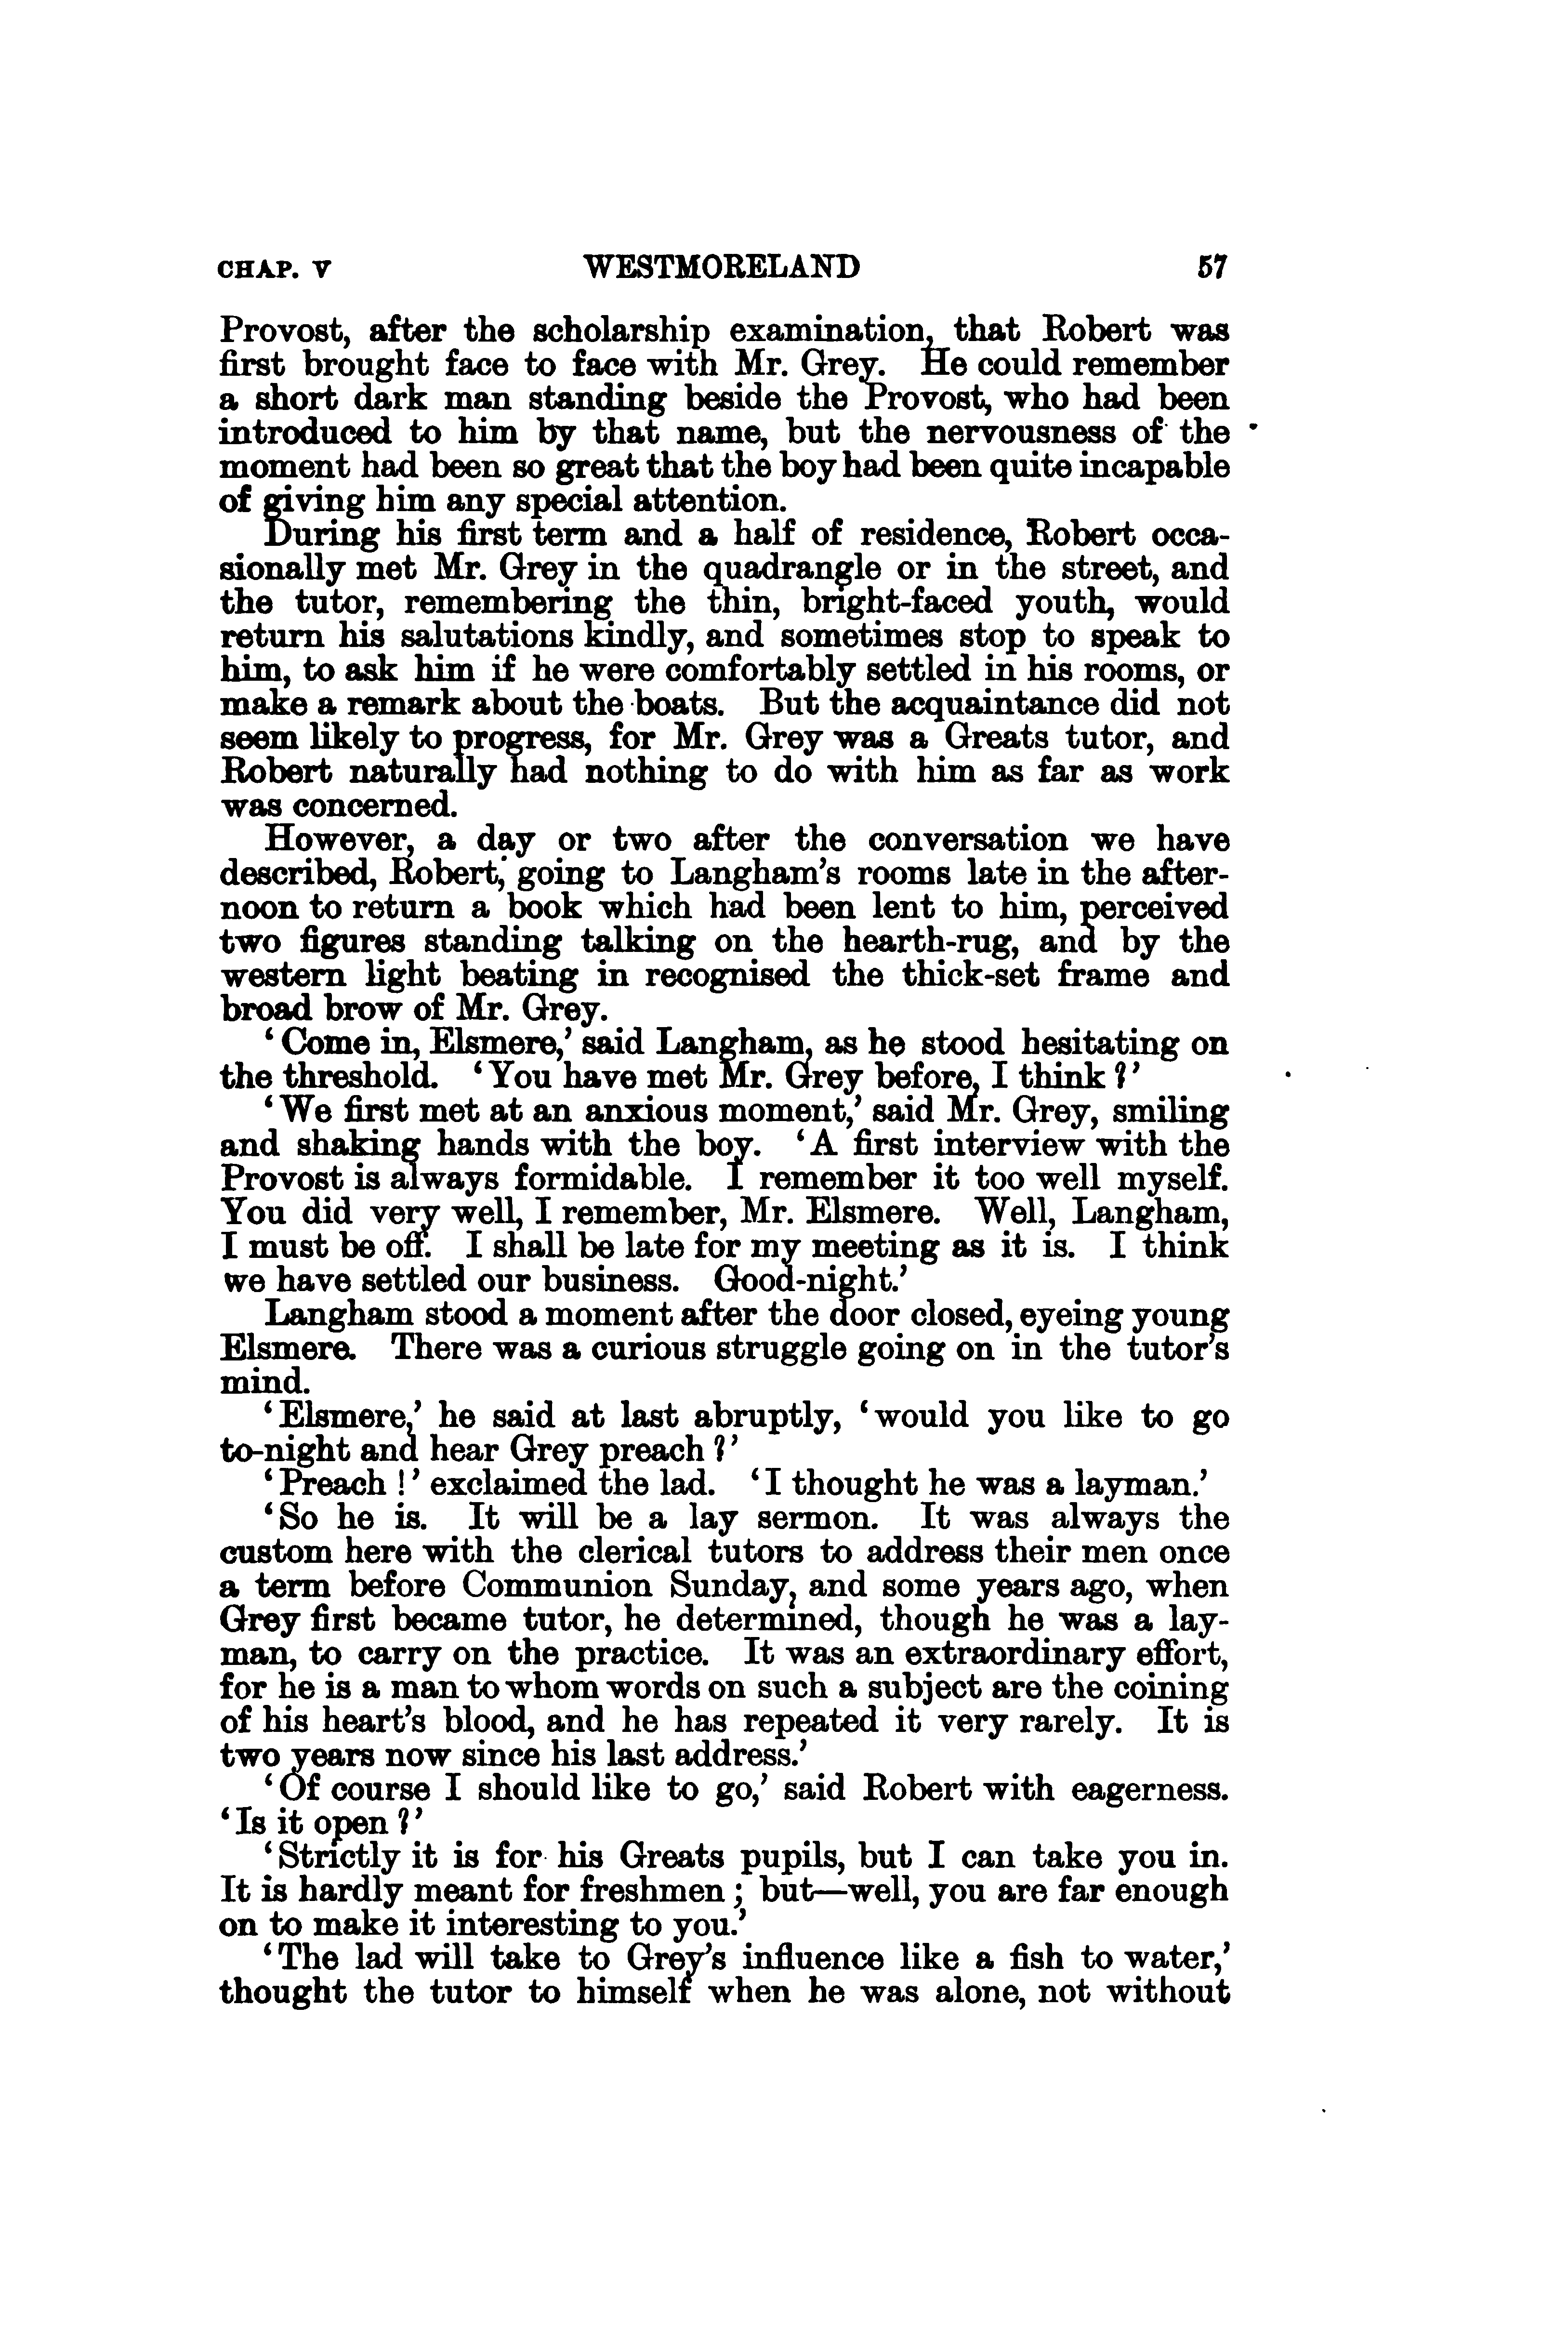 CHAP. V WESTMORELAND 57
Provost, after the scholarship examination, that Robert was
first brought face to face with Mr. Grey. He could remember
a short dark man standing beside the Provost, who had been
introduced to him by that name, but the nervousness of the
moment had been so great that the boy had been quite incapable
of giving him any special attention.
During his first term and a half of residence, Robert occa-
sionally met Mr. Grey in the quadrangle or in the street, and
the tutor, remembering the thin, bright-faced youth, would
return his salutations kindly, and sometimes stop to speak to
him, to ask him if he were comfortably settled in his rooms, or
make a remark about the boats. But the acquaintance did not
seem likely to progress, for Mr. Grey was a Greats tutor, and
Robert naturally had nothing to do with him as far as work
was concerned.
However, a day or two after the conversation we have
described, Robert, going to Langham's rooms late in the after-
noon to return a book which had been lent to him, perceived
two figures standing talking on the hearth-rug, and by the
western light beating in recognised the thick-set frame and
broad brow of Mr. Grey.
‘Come in, Elsmere,’ said Langham, as he stood hesitating on
the threshold. ‘You have met Mr. Grey before, I think?’
‘We first met at an anxious moment,’ said Mr. Grey, smiling
and shaking hands with the boy. ‘A first interview with the
Provost is always formidable. I remember it too well myself.
You did very well, I remember, Mr. Elsmere. Well, Langham,
I must be off. I shall be late for my meeting as it is. I think
we have settled our business. Good-night.’
Langham stood a moment after the door closed, eyeing young
Elsmere. There was a curious struggle going on in the tutor's
mind.
‘Elsmere,’ he said at last abruptly, ‘would you like to go
to-night and hear Grey preach?’
‘Preach!’ exclaimed the lad. ‘I thought he was a layman.’
‘So he is. It will be a lay sermon. It was always the
custom here with the clerical tutors to address their men once
a term before Communion Sunday, and some years ago, when
Grey first became tutor, he determined, though he was a lay-
man, to carry on the practice. It was an extraordinary effort,
for he is a man to whom words on such a subject are the coining
of his heart's blood, and he has repeated it very rarely. It is
two years now since his last address.’
‘Of course I should like to go,’ said Robert with eagerness.
‘Is it open?’
‘Strictly it is for his Greats pupils, but I can take you in.
It is hardly meant for freshmen; but—well, you are far enough
on to make it interesting to you.’
‘The lad will take to Grey's influence like a fish to water,’
thought the tutor to himself when he was alone, not without